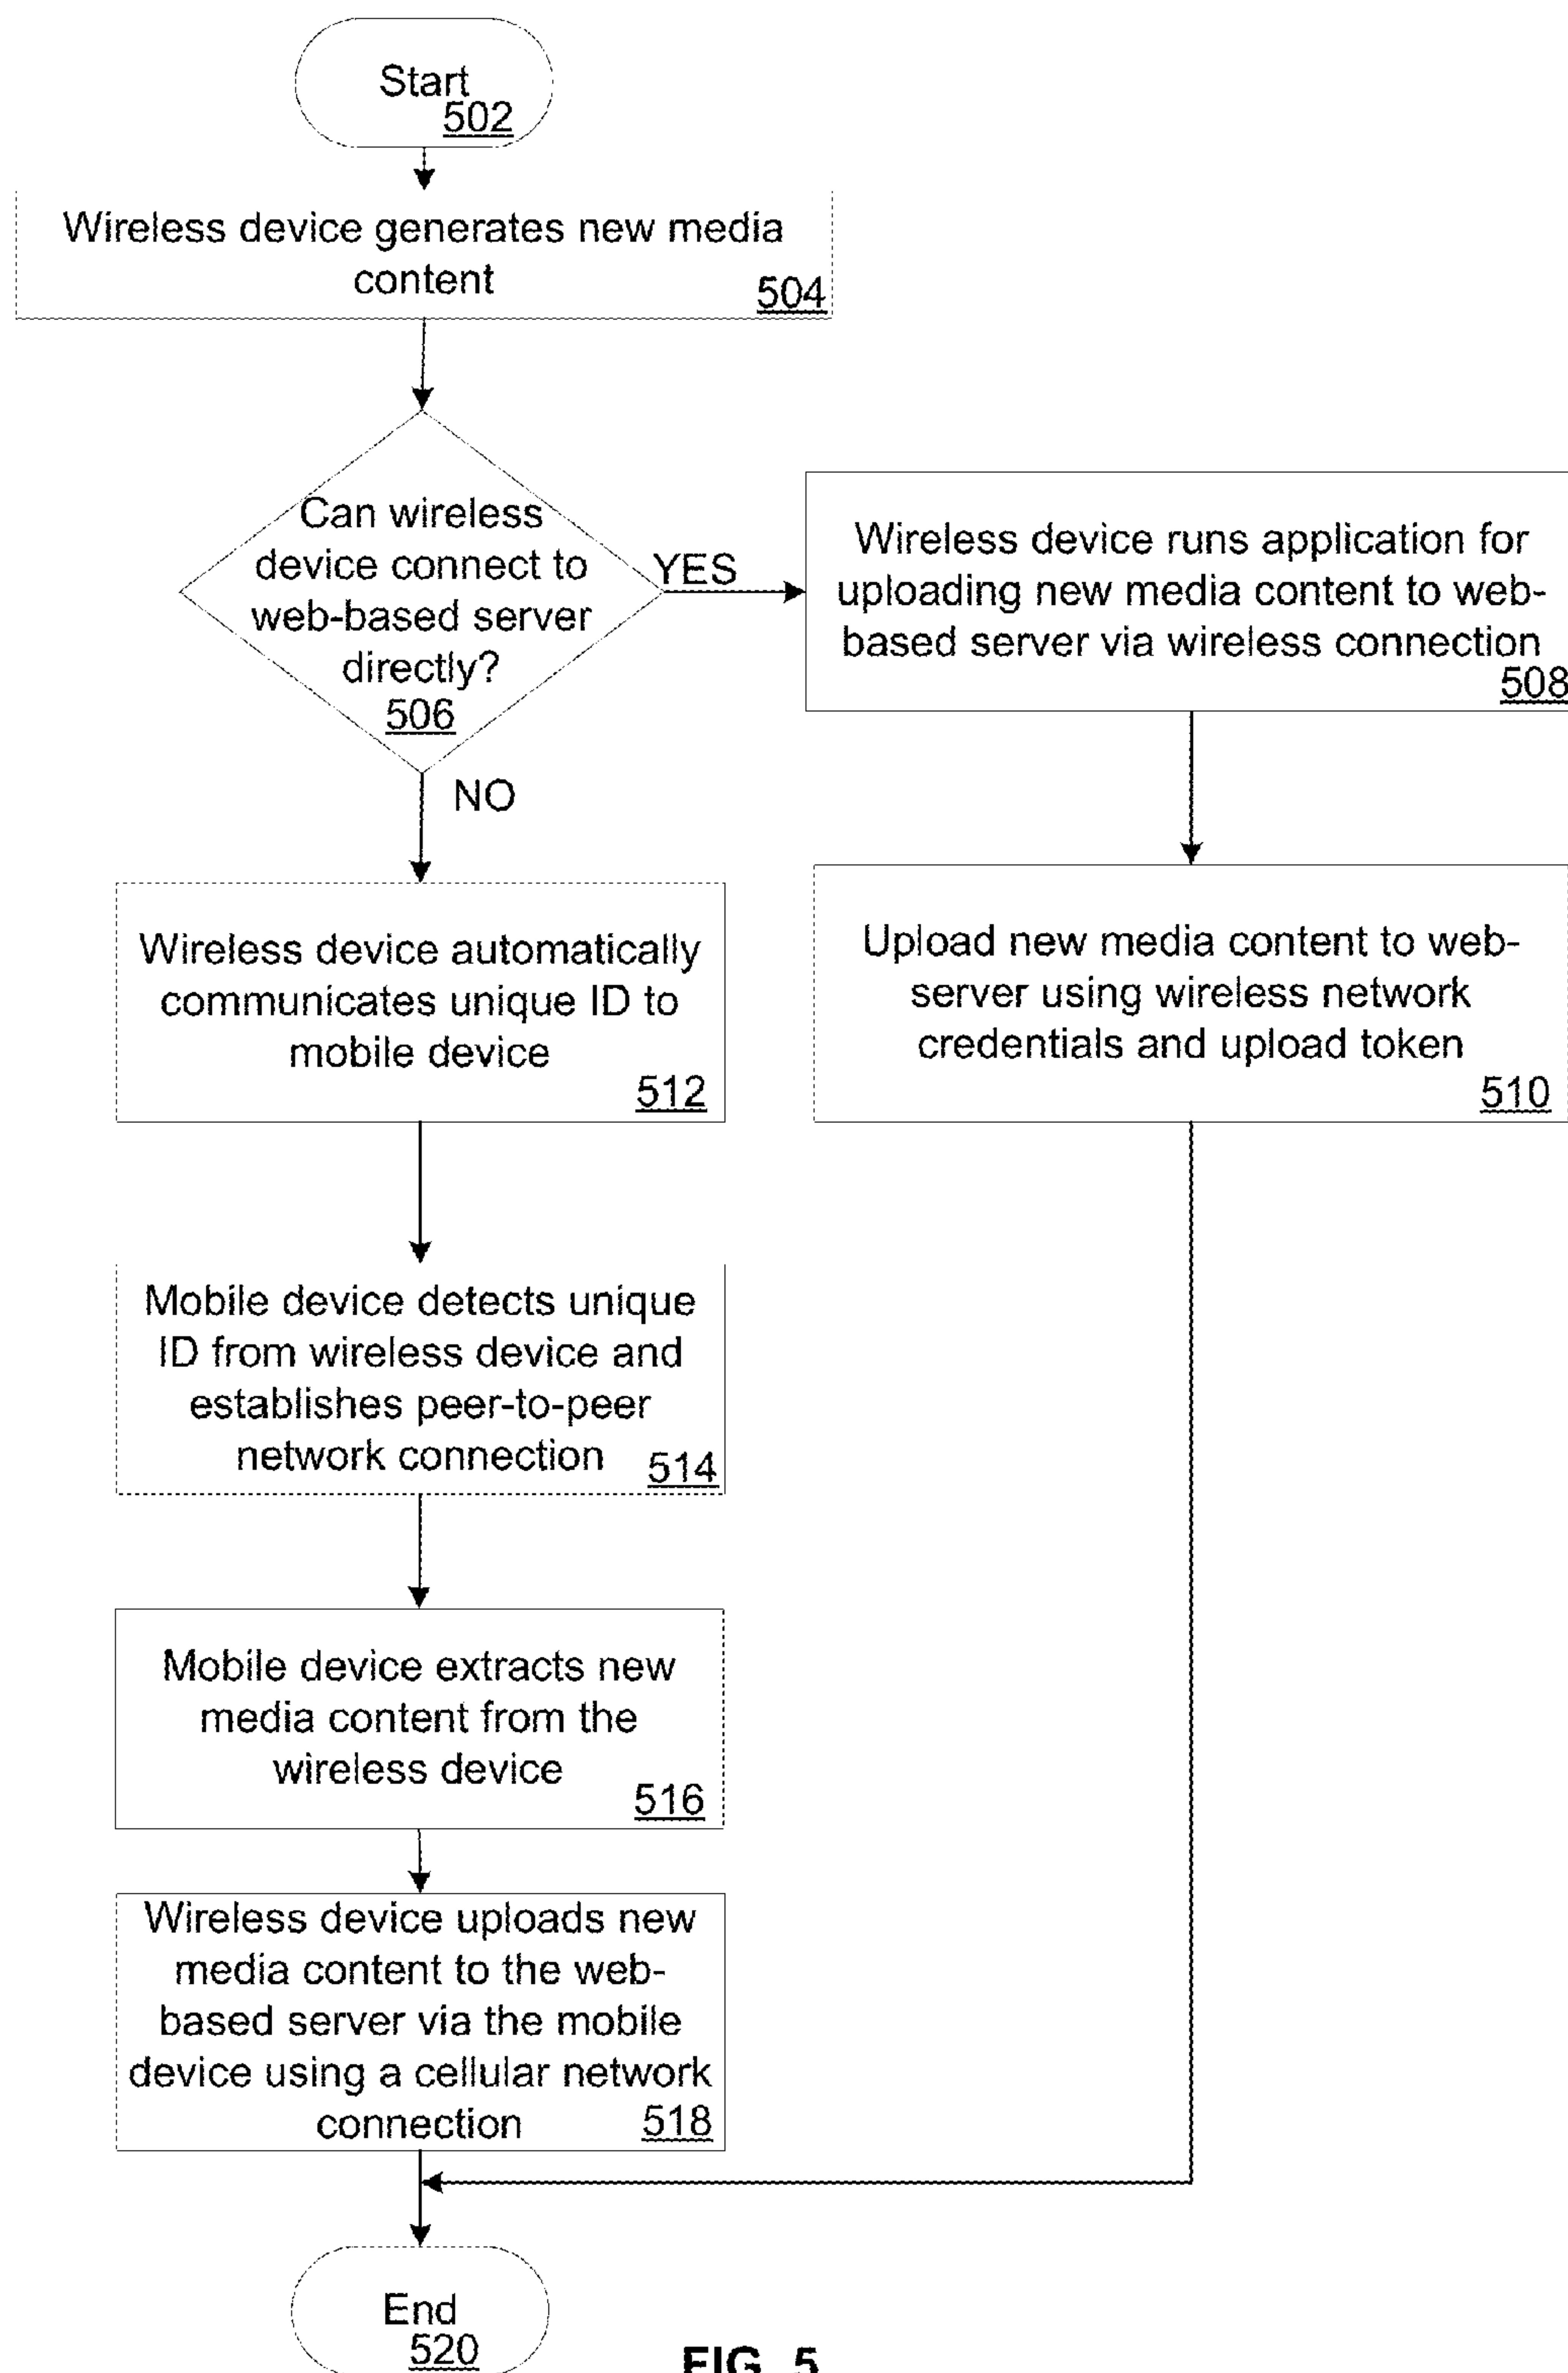 Start
502
Wireless device generates new media
content
504
Can wireless
device connect to
web-based server
directly?
506
YES
Wireless device runs application for
uploading new media content to web-
based server via wireless connection
508
NO
Upload new media content to web-
server using wireless network
credentials and upload token
510
Wireless device automatically
communicates unique ID to
mobile device
512
Mobile device detects unique
ID from wireless device and
establishes peer-to-peer
network connection
514
Mobile device extracts new
media content from the
wireless device
516
Wireless device uploads new
media content to the web-
based server via the mobile
device using a cellular network
connection
518
End
520
FIG. 5